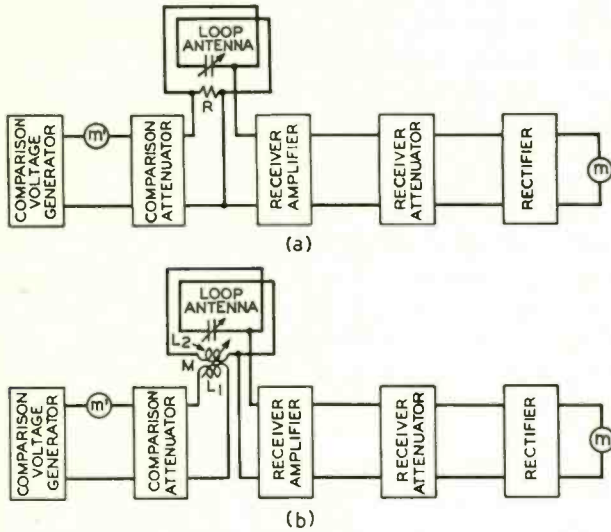 LOOP
ANTENNA
R
COMPARISON
VOLTAGE
GENERATOR
m'
COMPARISON
ATTENUATOR
RECEIVER
AMPLIFIER
RECEIVER
ATTENUATOR
RECTIFIER
m
(a)
LOOP
ANTENNA
L2
M
L1
COMPARISON
VOLTAGE
GENERATOR
m'
COMPARISON
ATTENUATOR
RECEIVER
AMPLIFIER
RECEIVER
ATTENUATOR
RECTIFIER
m
(b)